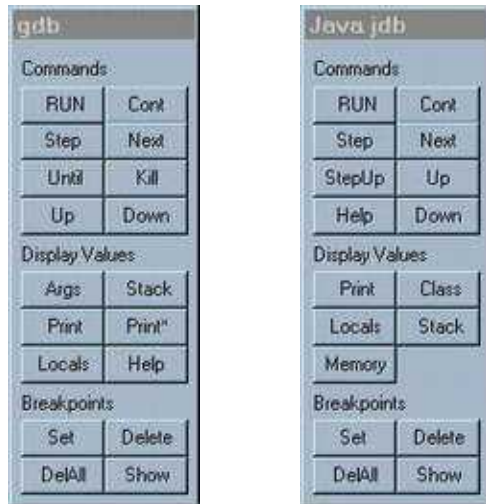 gdb
Commands
RUN Cont
Step Next
Until Kill
Up Down
Display Values
Args Stack
Print Print*
Locals Help
Breakpoints
Set Delete
DelAll Show
Java jdb
Commands
RUN Cont
Step Next
StepUp Up
Help Down
Display Values
Print Class
Locals Stack
Memory
Breakpoints
Set Delete
DelAll Show